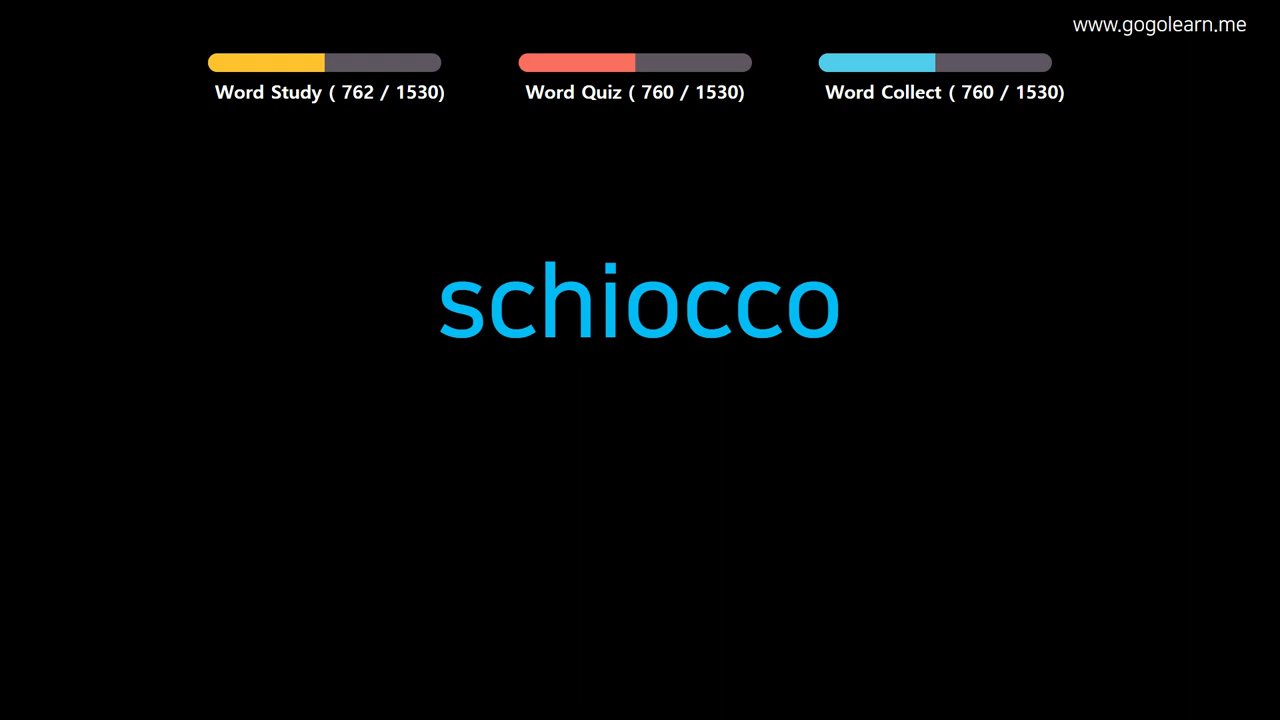 www.gogolearn.me
Word Study ( 762 / 1530)
Word Quiz ( 760 / 1530)
Word Collect ( 760 / 1530)
schiocco